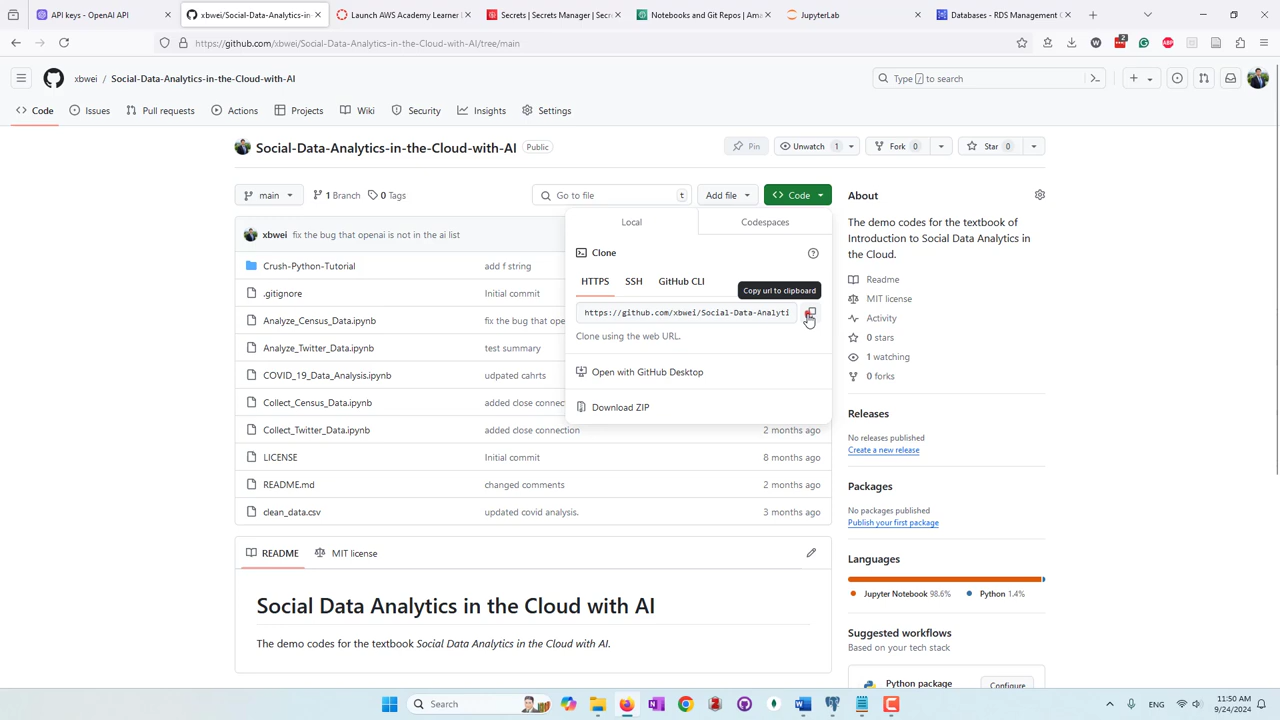 API keys - OpenAI API
xbwei/Social-Data-Analytics-in-
Launch AWS Academy Learner
Secrets | Secrets Manager | Sec
Notebooks and Git Repos | Ama
JupyterLab
Databases - RDS Management C
https://github.com/xbwei/Social-Data-Analytics-in-the-Cloud-with-AI/tree/main
2
xbwei / Social-Data-Analytics-in-the-Cloud-with-AI
Type / to search
Code
Issues
Pull requests
Actions
Projects
Wiki
Security
Insights
Settings
Social-Data-Analytics-in-the-Cloud-with-AI
Public
Pin
Unwatch 1
Fork 0
Star 0
main
1 Branch
0 Tags
Go to file
t
Add file
Code
About
The demo codes for the textbook of
Introduction to Social Data Analytics in
the Cloud.
Readme
MIT license
Activity
0 stars
1 watching
0 forks
Releases
No releases published
Create a new release
Packages
No packages published
Publish your first package
Languages
Jupyter Notebook 98.6%
Python 1.4%
Suggested workflows
Based on your tech stack
Python package
Configure
Local
Codespaces
Clone
HTTPS
SSH
GitHub CLI
Copy url to clipboard
https://github.com/xbwei/Social-Data-Analyti
Clone using the web URL.
Open with GitHub Desktop
Download ZIP
xbwei fix the bug that openai is not in the ai list
Crush-Python-Tutorial add f string
.gitignore Initial commit
Analyze_Census_Data.ipynb fix the bug that ope
Analyze_Twitter_Data.ipynb test summary
COVID_19_Data_Analysis.ipynb udpated cahrts
Collect_Census_Data.ipynb added close connec
Collect_Twitter_Data.ipynb added close connection 2 months ago
LICENSE Initial commit 8 months ago
README.md changed comments 2 months ago
clean_data.csv updated covid analysis. 3 months ago
README
MIT license
Social Data Analytics in the Cloud with AI
The demo codes for the textbook Social Data Analytics in the Cloud with AI.
Search
ENG
11:50 AM
9/24/2024